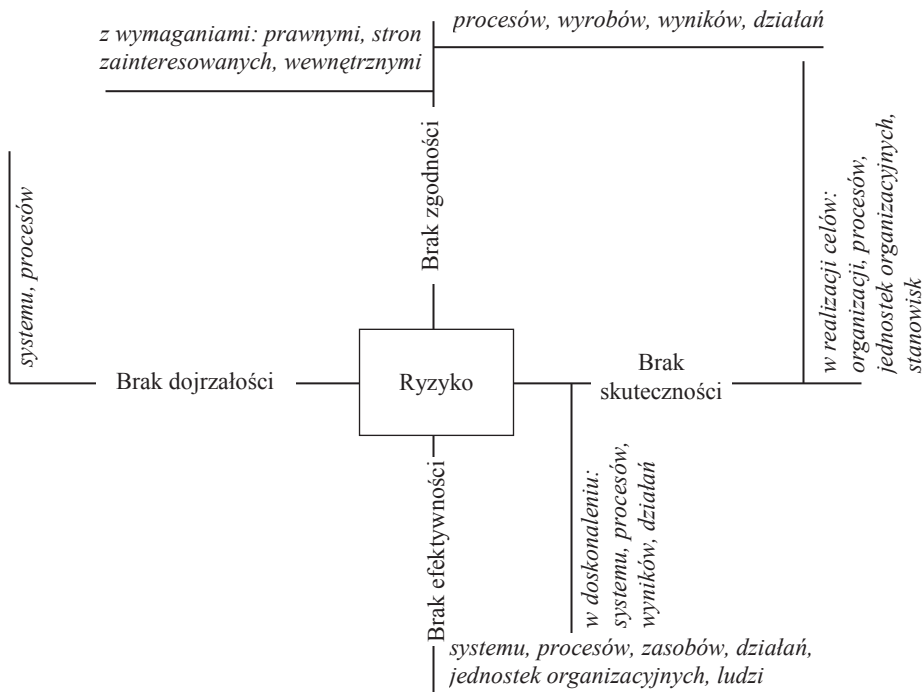 z wymaganiami: prawnymi, stron
zainteresowanych, wewnętrznymi
procesów, wyrobów, wyników, działań
Brak zgodności
systemu, procesów
w realizacji celów:
organizacji, procesów,
jednostek organizacyjnych,
stanowisk
Brak dojrzałości
Ryzyko
Brak
skuteczności
Brak efektywności
w doskonaleniu:
systemu, procesów,
wyników, działań
systemu, procesów, zasobów, działań,
jednostek organizacyjnych, ludzi